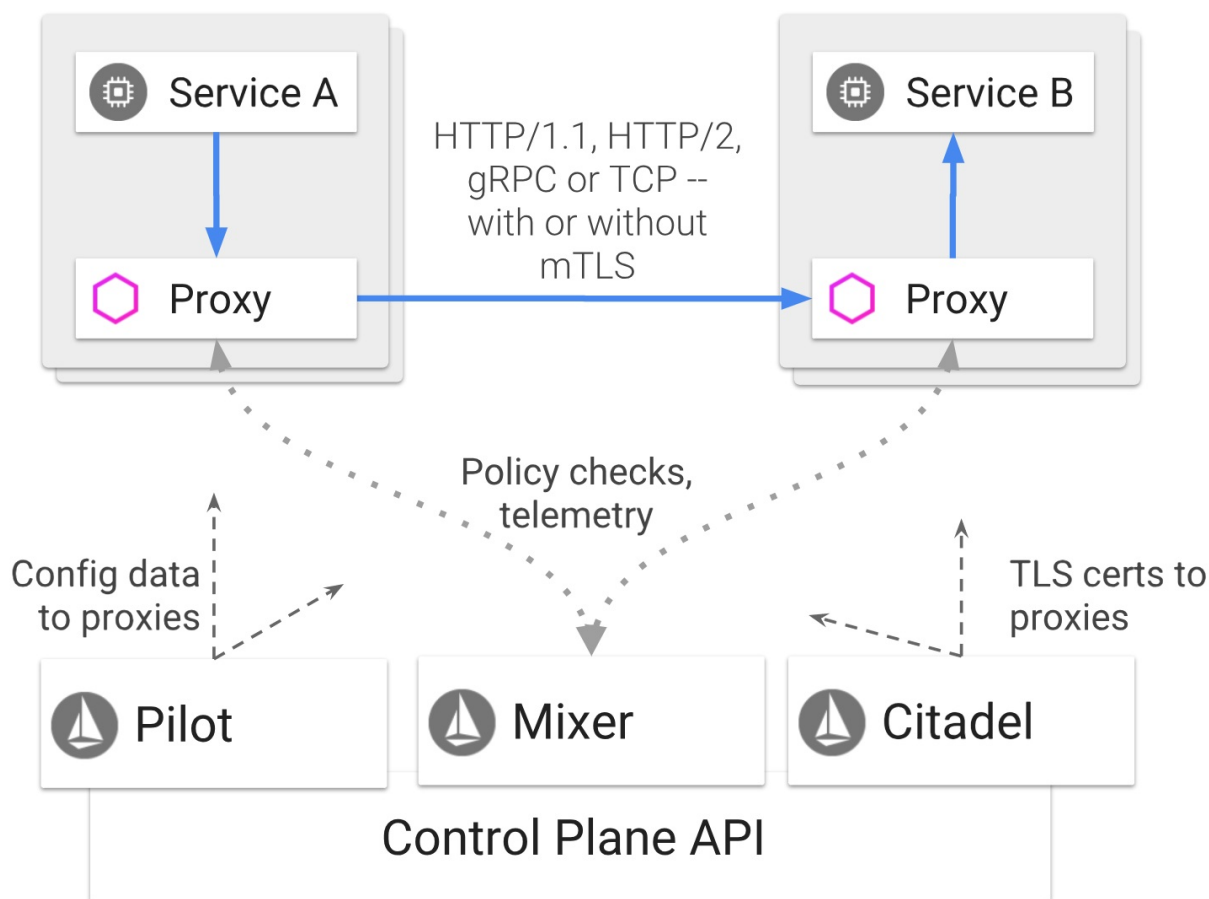 Service A
Service B
HTTP/1.1, HTTP/2,
gRPC or TCP --
with or without
mTLS
Proxy
Proxy
Policy checks,
telemetry
Config data
to proxies
TLS certs to
proxies
Pilot
Mixer
Citadel
Control Plane API